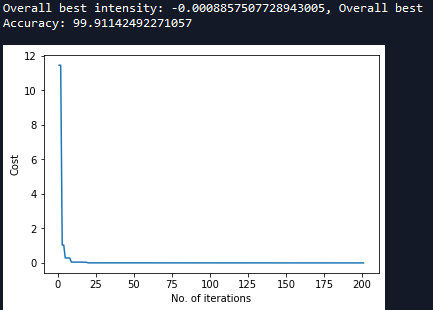 Overall best intensity: -0.0008857507728943005, Overall best
Accuracy: 99.91142492271057
12
10
8
6
4
2
0
Cost
0 25 50 75 100 125 150 175 200
No. of iterations